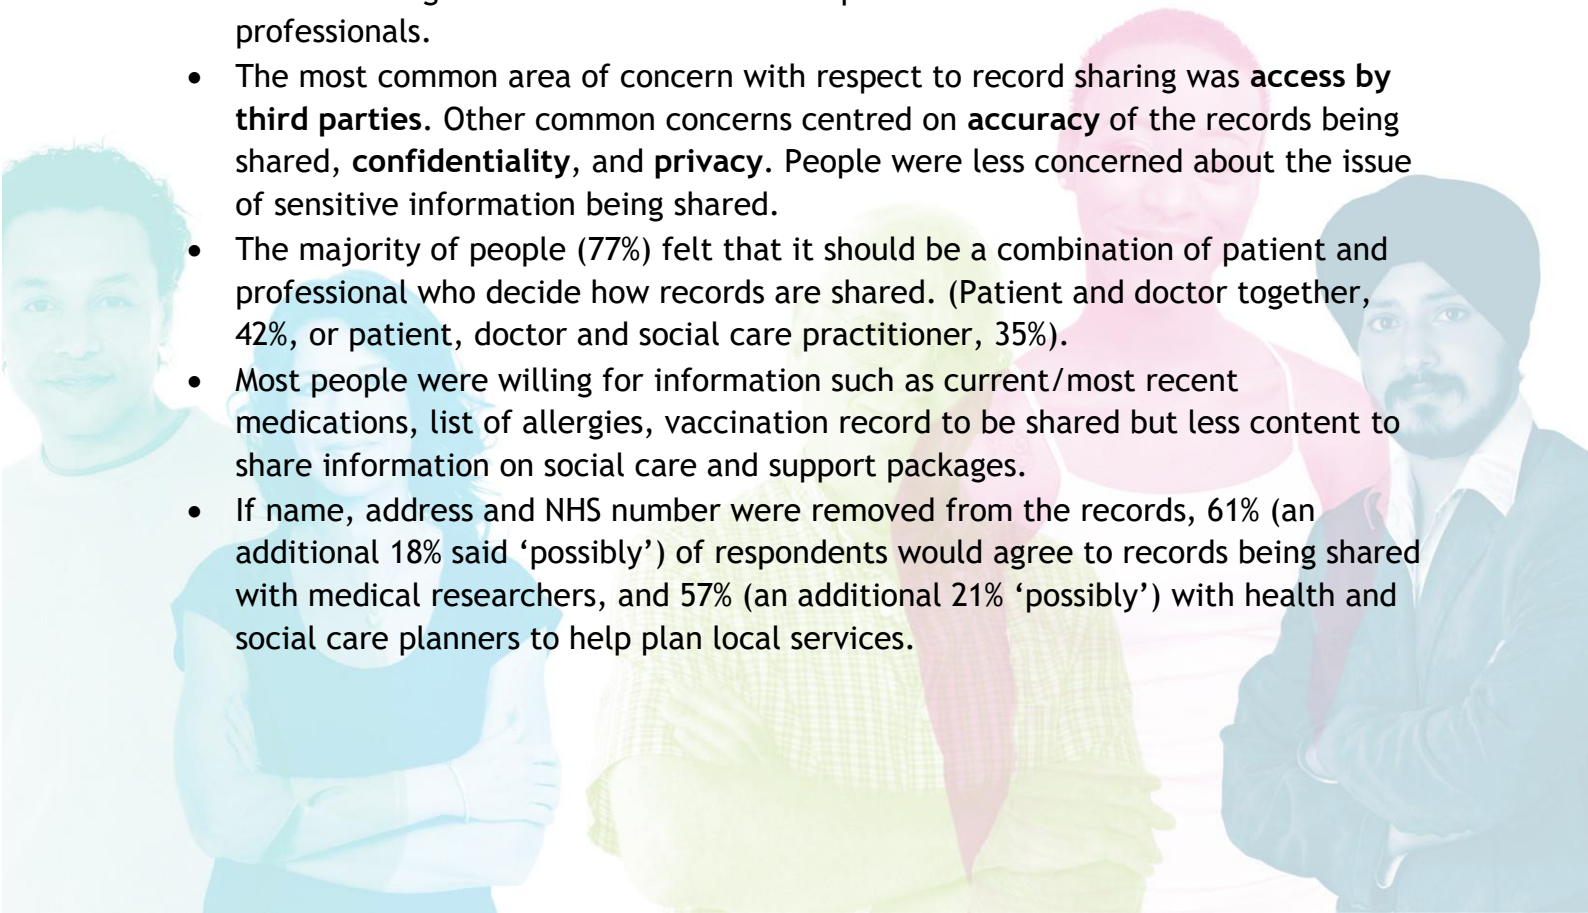 professionals.
• The most common area of concern with respect to record sharing was access by
third parties. Other common concerns centred on accuracy of the records being
shared, confidentiality, and privacy. People were less concerned about the issue
of sensitive information being shared.
• The majority of people (77%) felt that it should be a combination of patient and
professional who decide how records are shared. (Patient and doctor together,
42%, or patient, doctor and social care practitioner, 35%).
• Most people were willing for information such as current/most recent
medications, list of allergies, vaccination record to be shared but less content to
share information on social care and support packages.
• If name, address and NHS number were removed from the records, 61% (an
additional 18% said ‘possibly’) of respondents would agree to records being shared
with medical researchers, and 57% (an additional 21% ‘possibly’) with health and
social care planners to help plan local services.